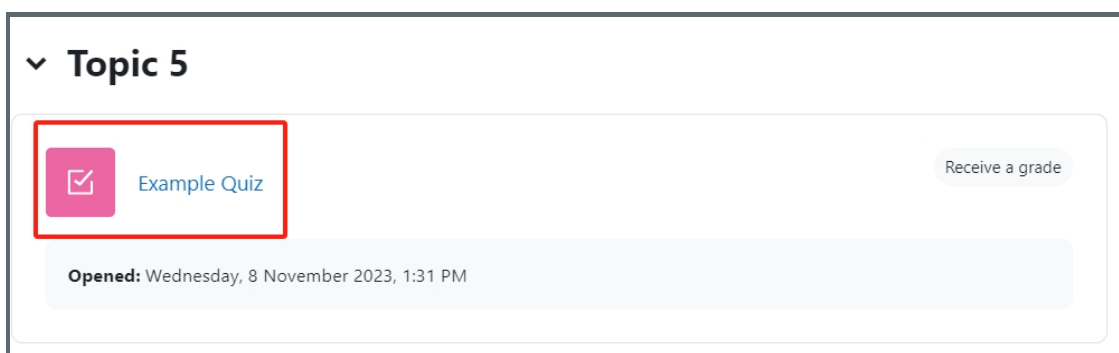 Topic 5
Example Quiz
Receive a grade
Opened: Wednesday, 8 November 2023, 1:31 PM